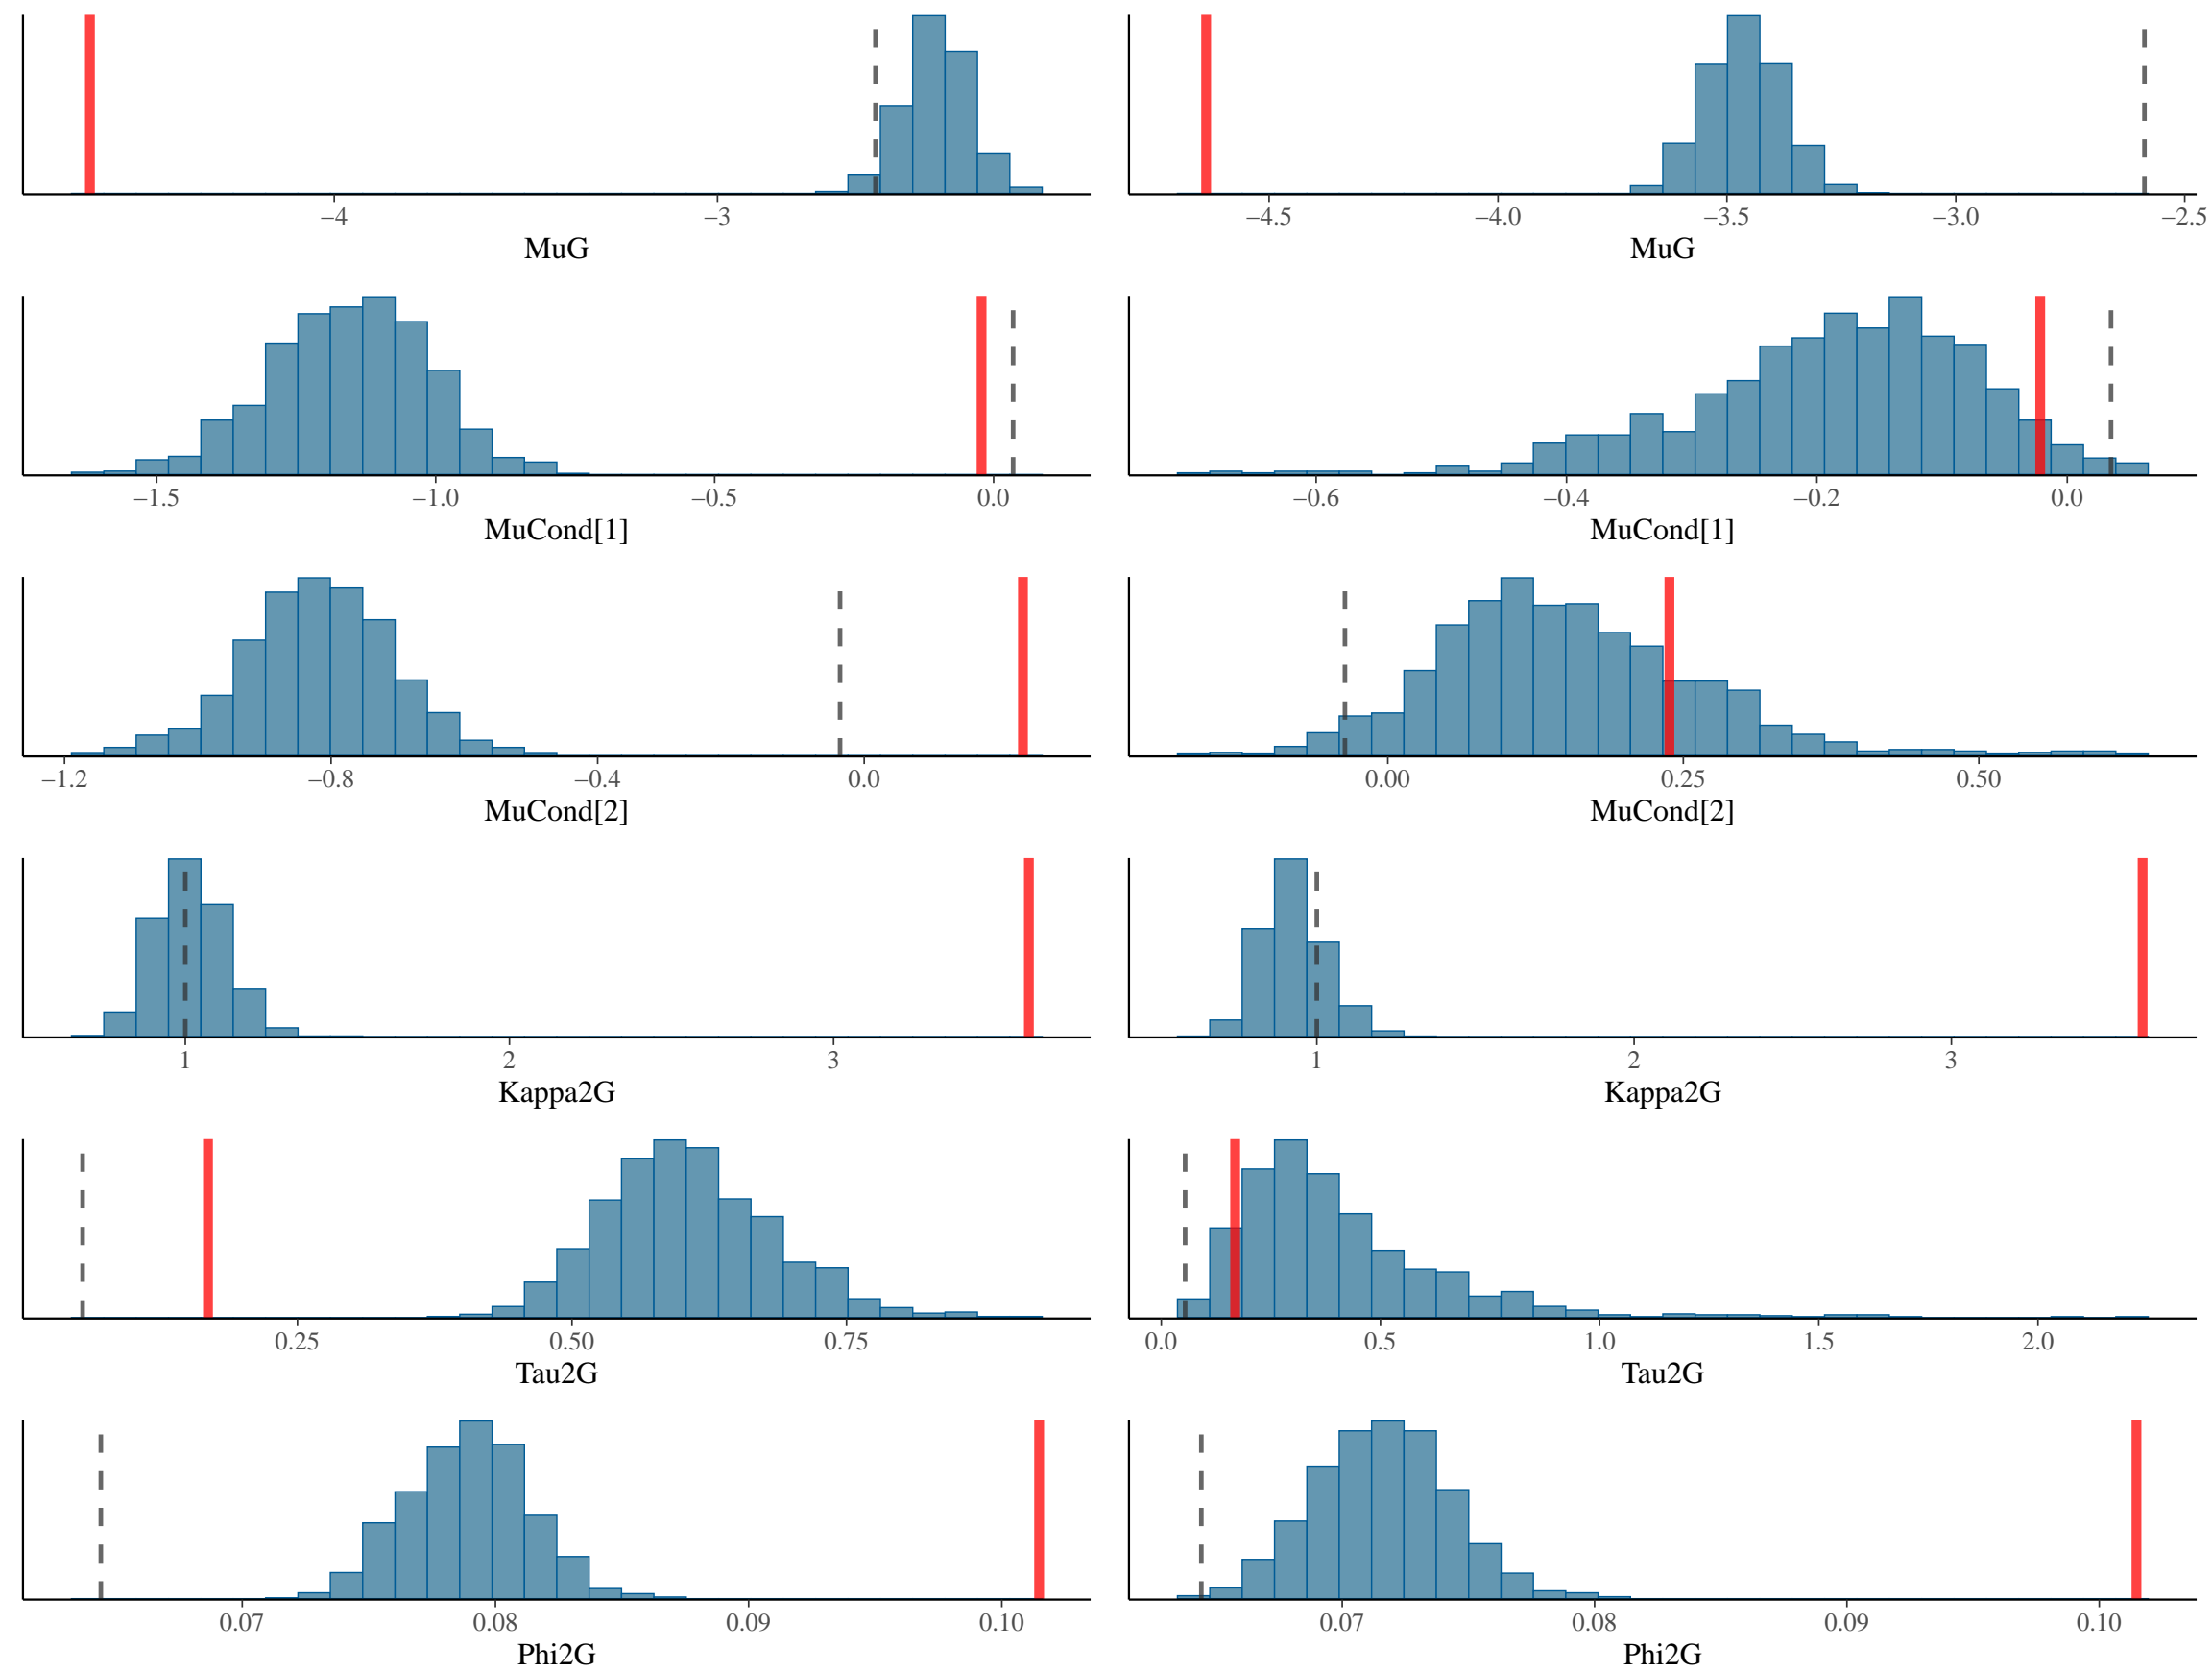 −4 −3 −4.5 −4.0 −3.5 −3.0 −2.5
MuG MuG
−1.5 −1.0 −0.5 0.0 −0.6 −0.4 −0.2 0.0
MuCond[1] MuCond[1]
−1.2 −0.8 −0.4 0.0 0.00 0.25 0.50
MuCond[2] MuCond[2]
1 2 3 1 2 3
Kappa2G Kappa2G
0.25 0.50 0.75 0.0 0.5 1.0 1.5 2.0
Tau2G Tau2G
0.07 0.08 0.09 0.10 0.07 0.08 0.09 0.10
Phi2G Phi2G